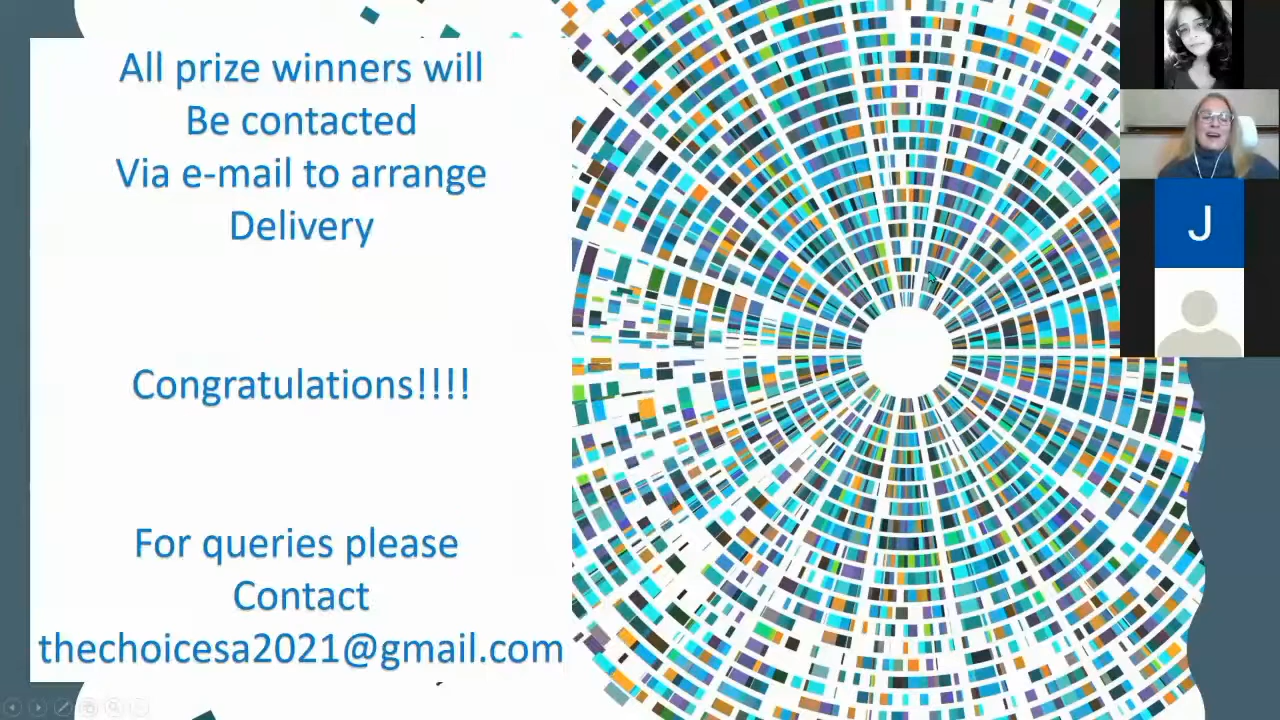 All prize winners will
Be contacted
Via e-mail to arrange
Delivery
Congratulations!!!!
For queries please
Contact
thechoicesa2021@gmail.com
J